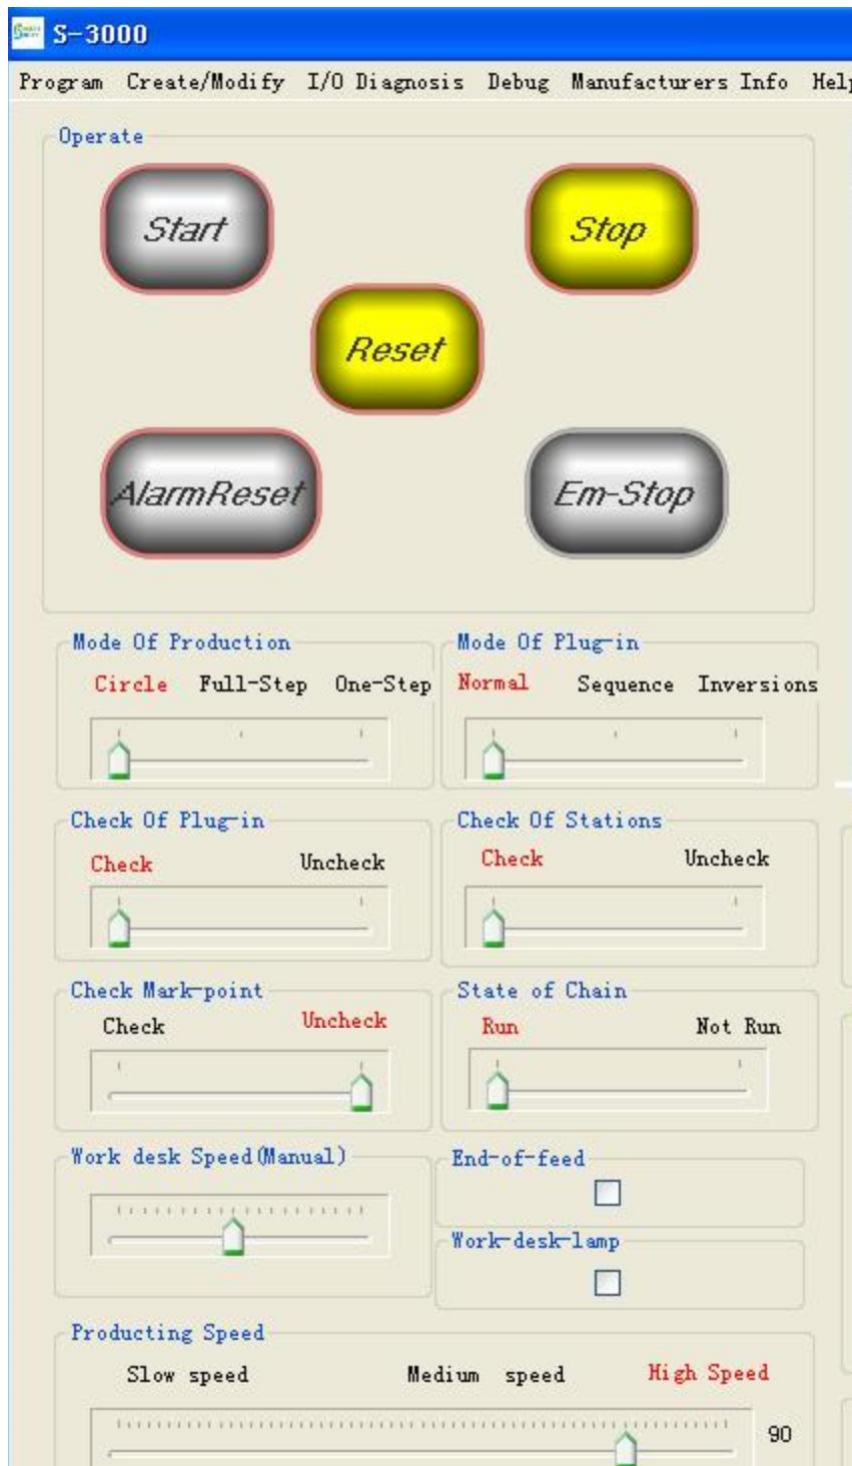 S-3000
Program Create/Modify I/O Diagnosis Debug Manufacturers Info Help
Operate
Start
Stop
Reset
AlarmReset
Em-Stop
Mode Of Production
Mode Of Plug-in
Circle Full-Step One-Step
Normal Sequence Inversions
Check Of Plug-in
Check Of Stations
Check Uncheck
Check Uncheck
Check Mark-point
State of Chain
Check Uncheck
Run Not Run
Work desk Speed(Manual)
End-of-feed
Work-desk-lamp
Producting Speed
Slow speed Medium speed High Speed
90